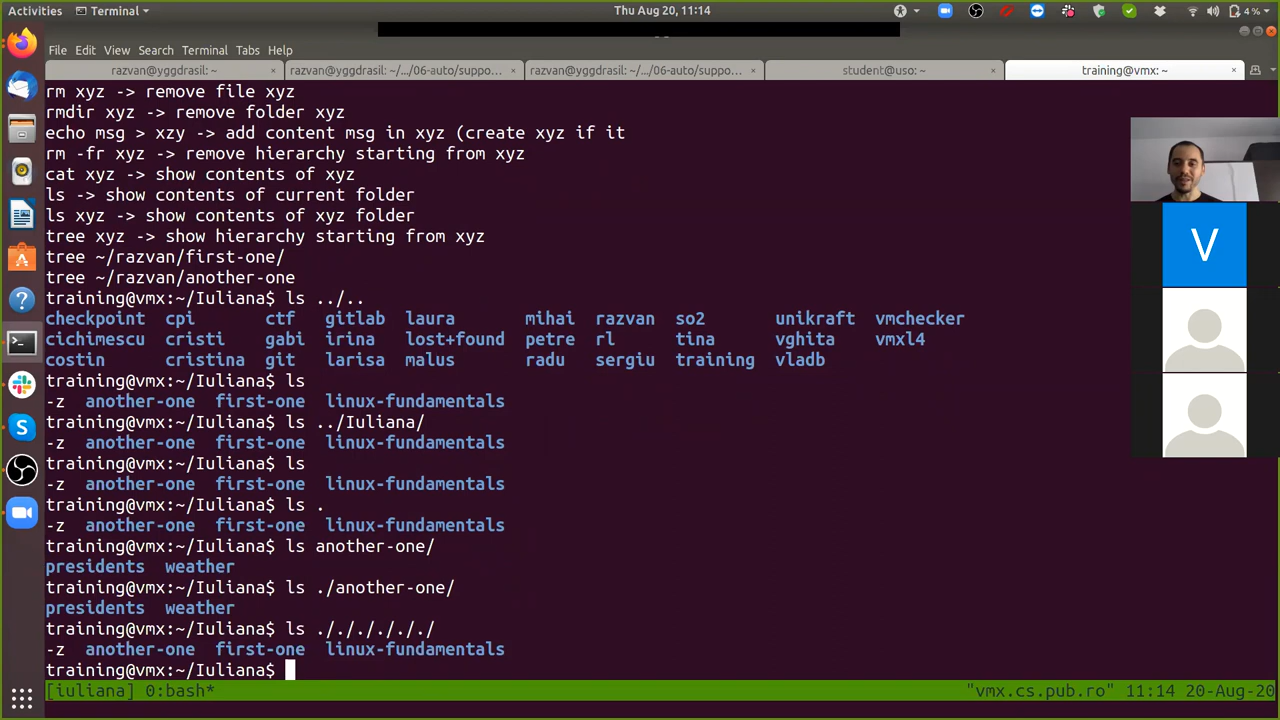 Activities Terminal Thu Aug 20, 11:14 4 %
File Edit View Search Terminal Tabs Help
razvan@yggdrasil: ~ × razvan@yggdrasil: ~/.../06-auto/suppo... × razvan@yggdrasil: ~/.../06-auto/suppo... × student@uso: ~ × training@vmx: ~ ×
rm xyz -> remove file xyz
rmdir xyz -> remove folder xyz
echo msg > xzy -> add content msg in xyz (create xyz if it
rm -fr xyz -> remove hierarchy starting from xyz
cat xyz -> show contents of xyz
ls -> show contents of current folder
ls xyz -> show contents of xyz folder
tree xyz -> show hierarchy starting from xyz
tree ~/razvan/first-one/
tree ~/razvan/another-one
training@vmx:~/Iuliana$ ls ../..
checkpoint cpi ctf gitlab laura mihai razvan so2 unikraft vmchecker
cichimescu cristi gabi irina lost+found petre rl tina vghita vmxl4
costin cristina git larisa malus radu sergiu training vladb
training@vmx:~/Iuliana$ ls
-z another-one first-one linux-fundamentals
training@vmx:~/Iuliana$ ls ../Iuliana/
-z another-one first-one linux-fundamentals
training@vmx:~/Iuliana$ ls
-z another-one first-one linux-fundamentals
training@vmx:~/Iuliana$ ls .
-z another-one first-one linux-fundamentals
training@vmx:~/Iuliana$ ls another-one/
presidents weather
training@vmx:~/Iuliana$ ls ./another-one/
presidents weather
training@vmx:~/Iuliana$ ls ././././././
-z another-one first-one linux-fundamentals
training@vmx:~/Iuliana$
[iuliana] 0:bash* "vmx.cs.pub.ro" 11:14 20-Aug-20
V